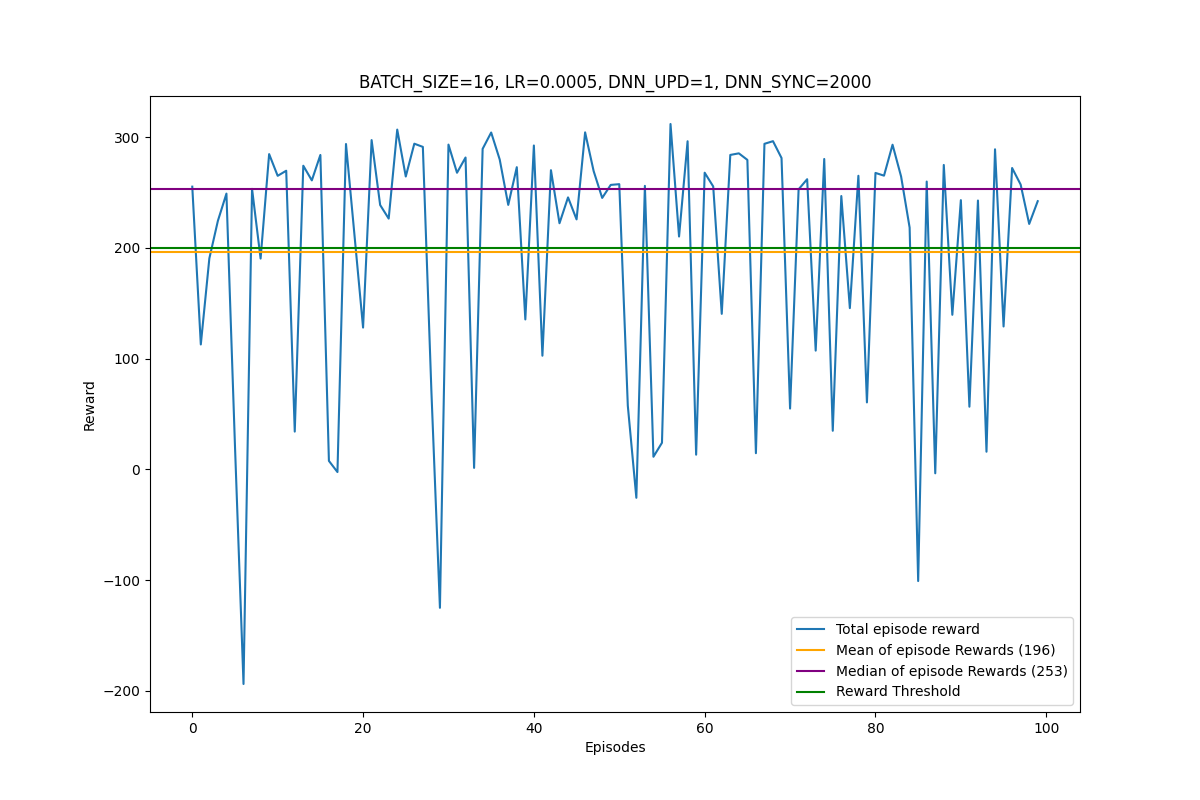 BATCH_SIZE=16, LR=0.0005, DNN_UPD=1, DNN_SYNC=2000
300
200
100
0
−100
−200
Reward
0 20 40 60 80 100
Episodes
Total episode reward
Mean of episode Rewards (196)
Median of episode Rewards (253)
Reward Threshold